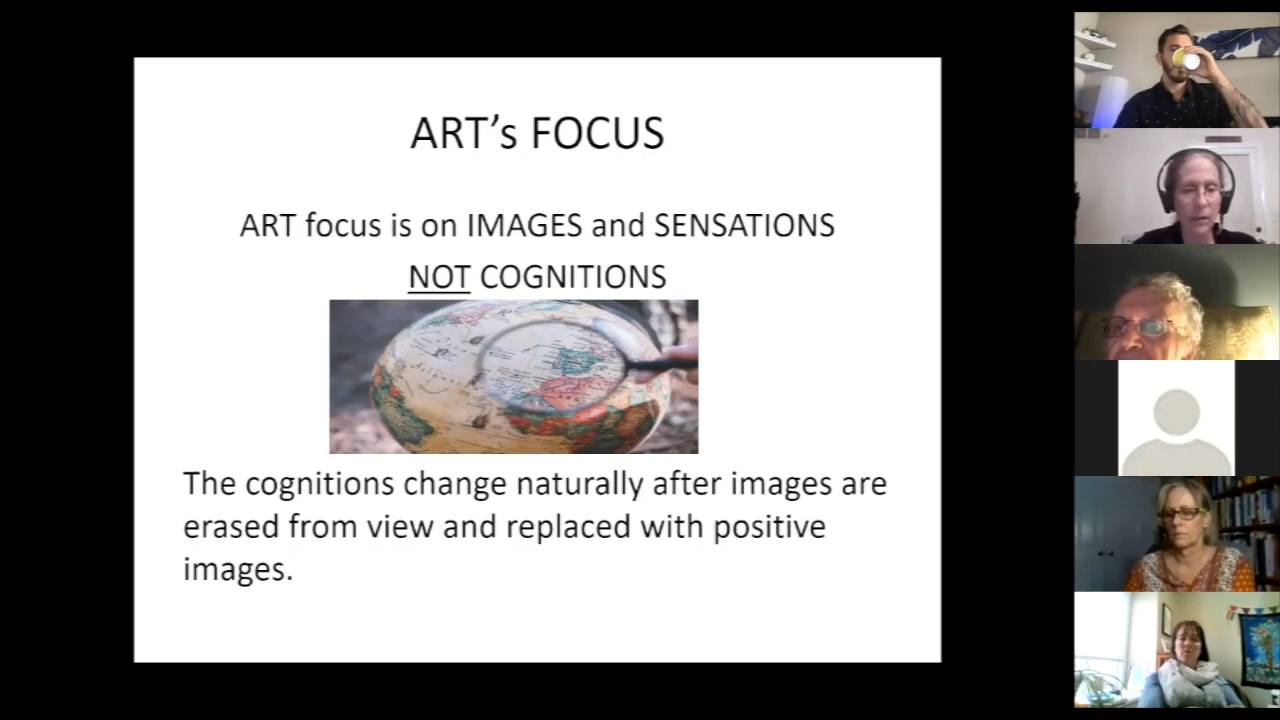 ART's FOCUS
ART focus is on IMAGES and SENSATIONS
NOT COGNITIONS
The cognitions change naturally after images are
erased from view and replaced with positive
images.